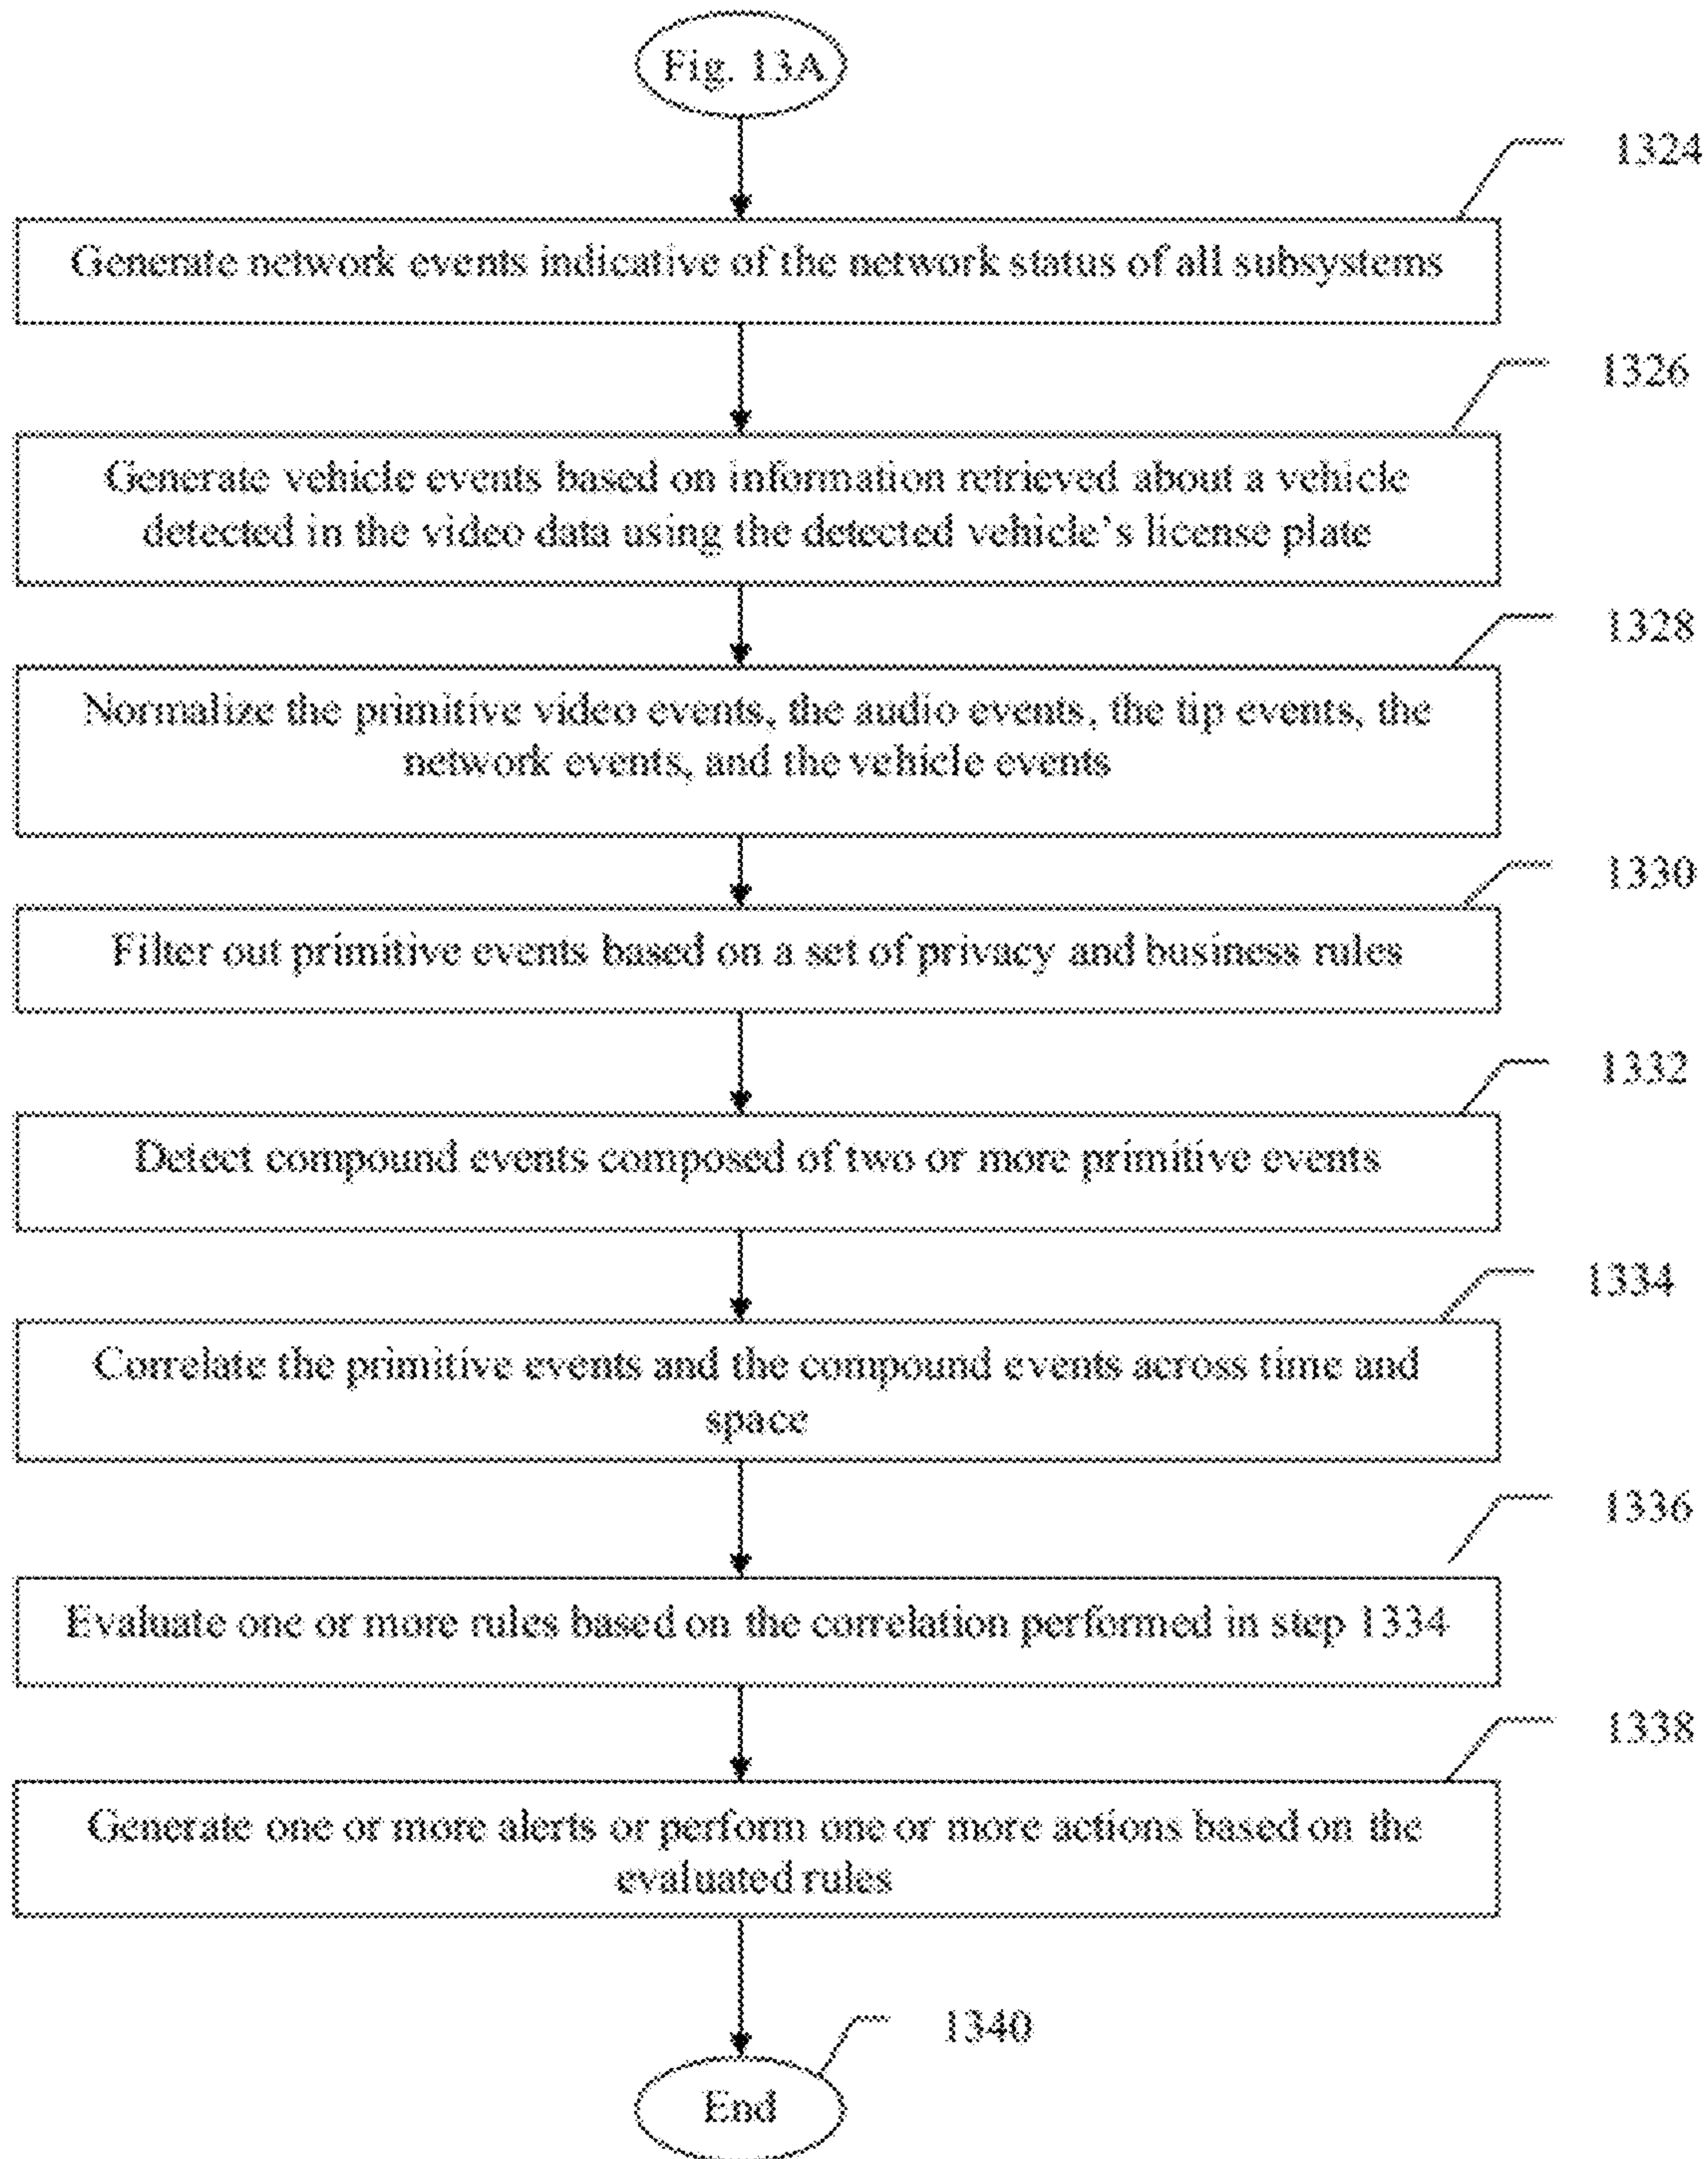 Fig. 13A
1324
Generate network events indicative of the network status of all subsystems
1326
Generate vehicle events based on information retrieved about a vehicle
detected in the video data using the detected vehicle's license plate
1328
Normalize the primitive video events, the audio events, the tip events, the
network events, and the vehicle events
1330
Filter out primitive events based on a set of privacy and business rules
1332
Detect compound events composed of two or more primitive events
1334
Correlate the primitive events and the compound events across time and
space
1336
Evaluate one or more rules based on the correlation performed in step 1334
1338
Generate one or more alerts or perform one or more actions based on the
evaluated rules
1340
End